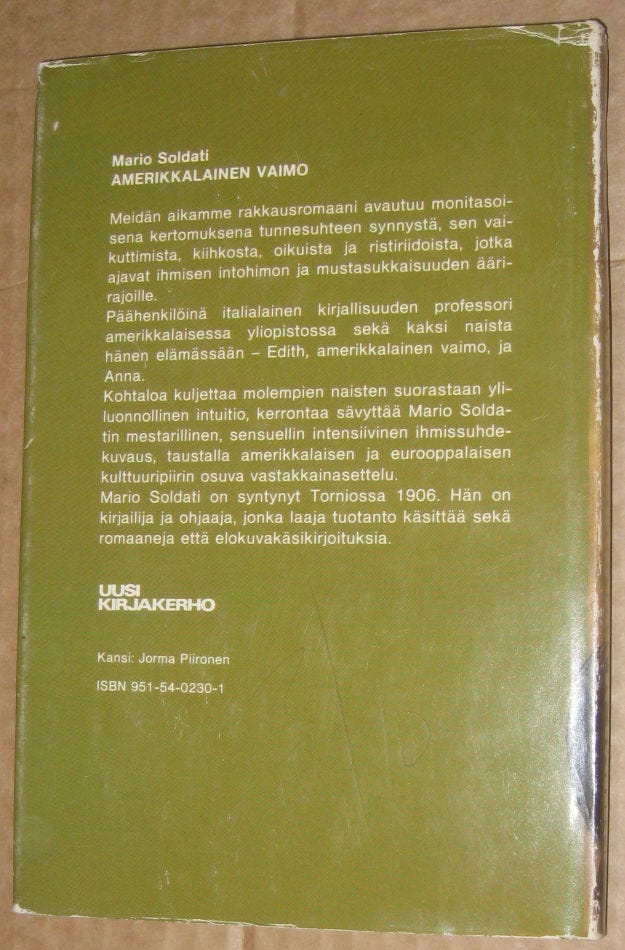 Mario Soldati
AMERIKKALAINEN VAIMO
Meidän aikamme rakkausromaani avautuu monitasoi-
sena kertomuksena tunnesuhteen synnystä, sen vai-
kuttimista, kiihkosta, oikuista ja ristiriidoista, jotka
ajavat ihmisen intohimon ja mustasukkaisuuden ääri-
rajoille.
Päähenkilöinä italialainen kirjallisuuden professori
amerikkalaisessa yliopistossa sekä kaksi naista
hänen elämässään – Edith, amerikkalainen vaimo, ja
Anna.
Kohtaloa kuljettaa molempien naisten suorastaan yli-
luonnollinen intuitio, kerrontaa sävyttää Mario Solda-
tin mestarillinen, sensuellin intensiivinen ihmissuhde-
kuvaus, taustalla amerikkalaisen ja eurooppalaisen
kulttuuripiirin osuva vastakkainasettelu.
Mario Soldati on syntynyt Torniossa 1906. Hän on
kirjailija ja ohjaaja, jonka laaja tuotanto käsittää sekä
romaaneja että elokuvakäsikirjoituksia.
UUSI
KIRJAKERHO
Kansi: Jorma Piironen
ISBN 951-54-0230-1